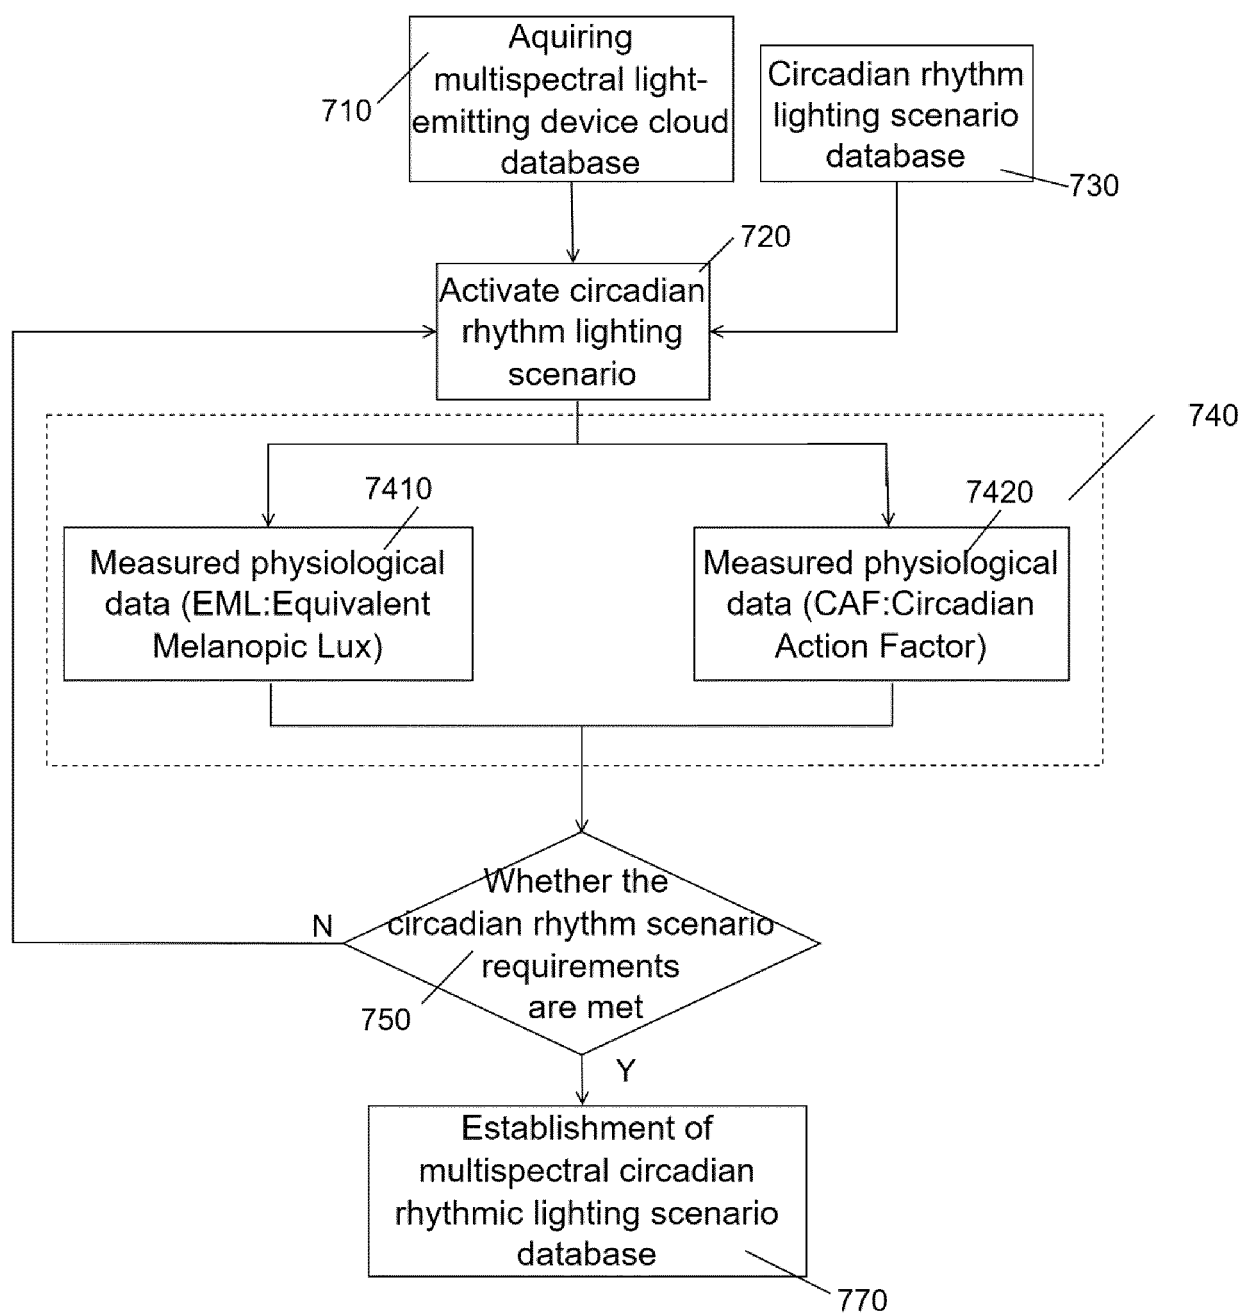 Aquiring
multispectral light-
emitting device cloud
database
710
Circadian rhythm
lighting scenario
database
730
720
Activate circadian
rhythm lighting
scenario
740
7410
Measured physiological
data (EML:Equivalent
Melanopic Lux)
7420
Measured physiological
data (CAF:Circadian
Action Factor)
Whether the
circadian rhythm scenario
requirements
are met
N
750
Y
Establishment of
multispectral circadian
rhythmic lighting scenario
database
770